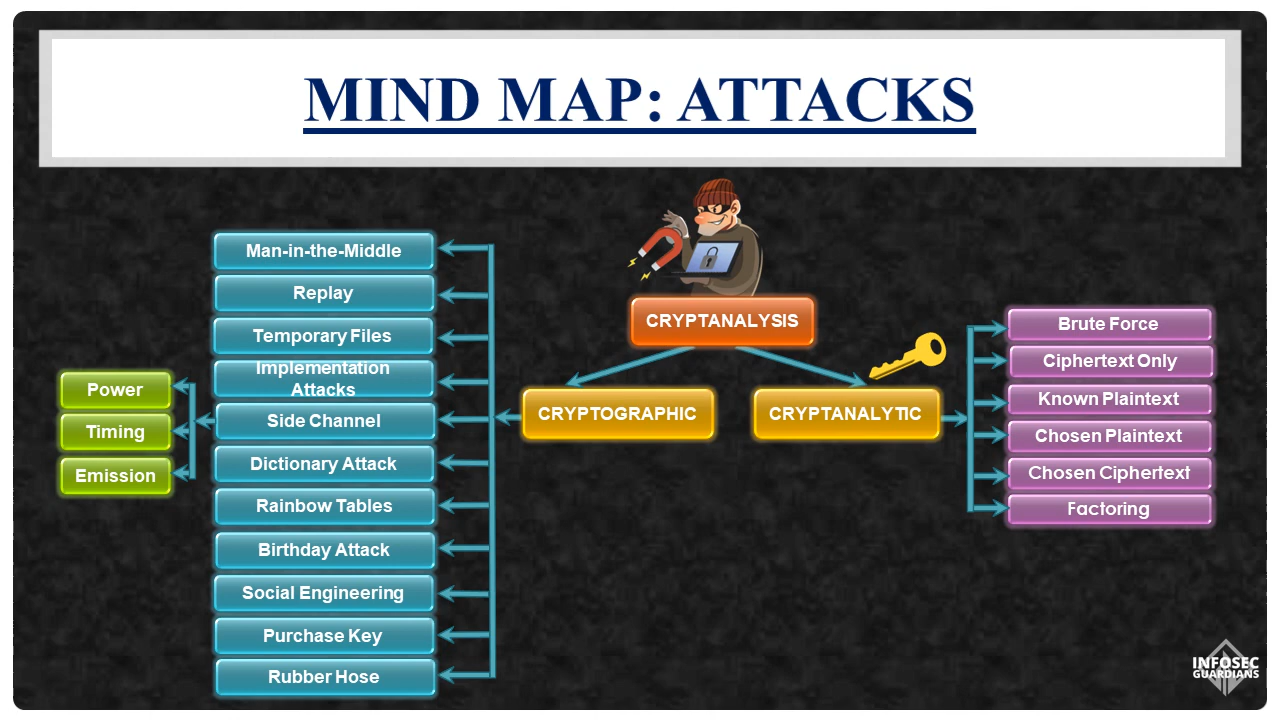 MIND MAP: ATTACKS
CRYPTANALYSIS
CRYPTOGRAPHIC
CRYPTANALYTIC
Man-in-the-Middle
Replay
Temporary Files
Implementation
Attacks
Side Channel
Dictionary Attack
Rainbow Tables
Birthday Attack
Social Engineering
Purchase Key
Rubber Hose
Power
Timing
Emission
Brute Force
Ciphertext Only
Known Plaintext
Chosen Plaintext
Chosen Ciphertext
Factoring
INFOSEC
GUARDIANS